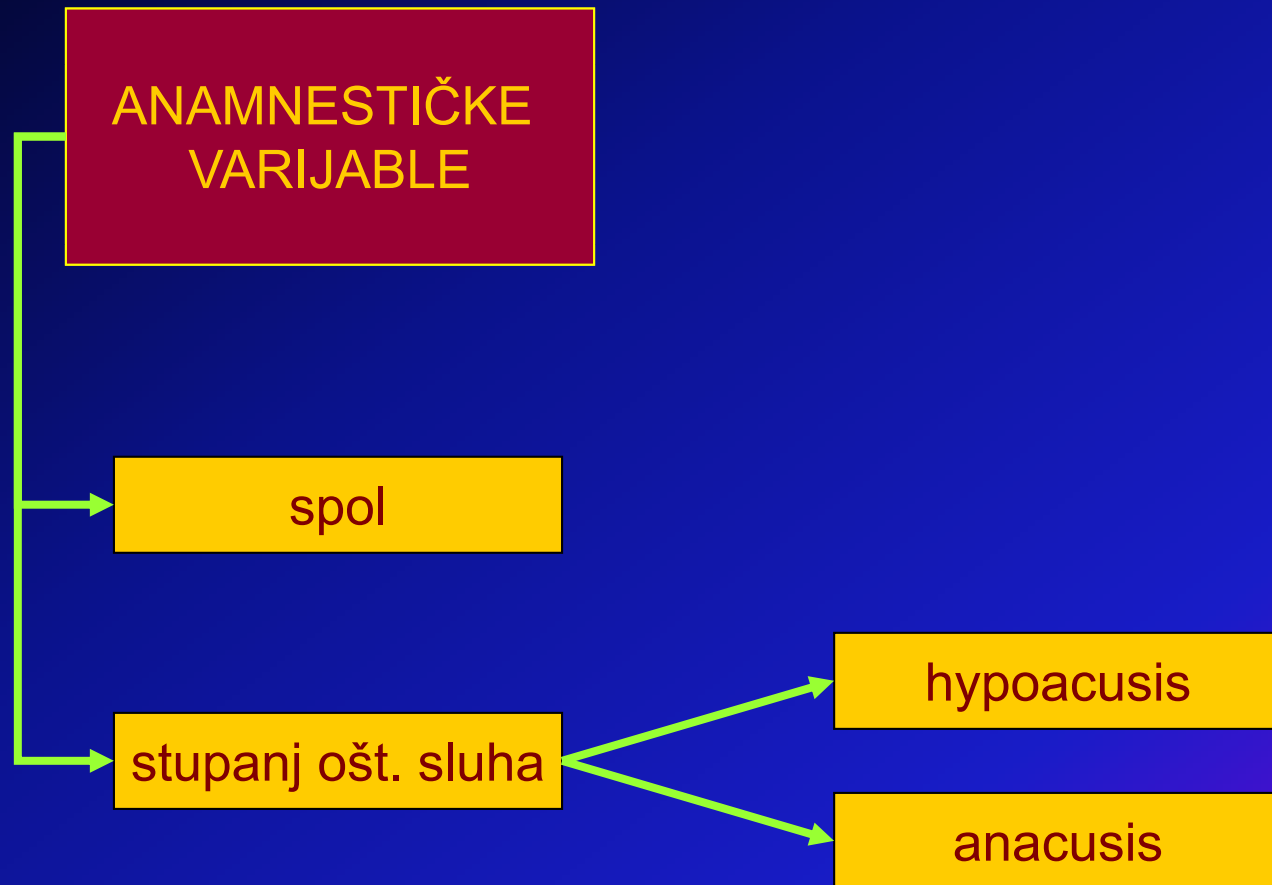 ANAMNESTIČKE
VARIJABLE
spol
stupanj ošt. sluha
hypoacusis
anacusis